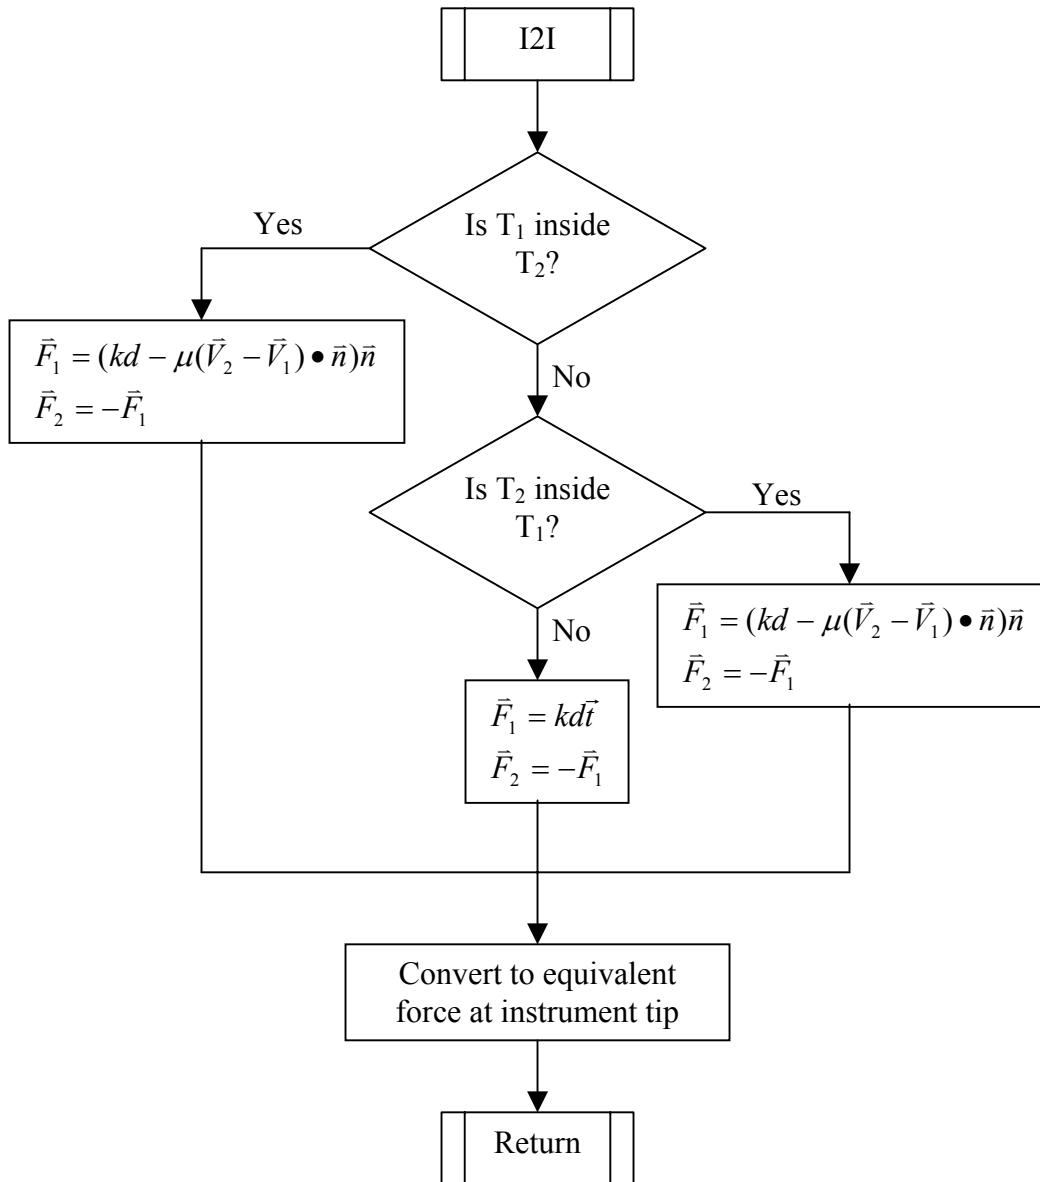 I2I
Is T₁ inside
T₂?
Yes
F⃗₁ = (kd − μ(V⃗₂ − V⃗₁) • n⃗)n⃗
F⃗₂ = −F⃗₁
No
Is T₂ inside
T₁?
Yes
F⃗₁ = (kd − μ(V⃗₂ − V⃗₁) • n⃗)n⃗
F⃗₂ = −F⃗₁
No
F⃗₁ = kdt⃗
F⃗₂ = −F⃗₁
Convert to equivalent
force at instrument tip
Return